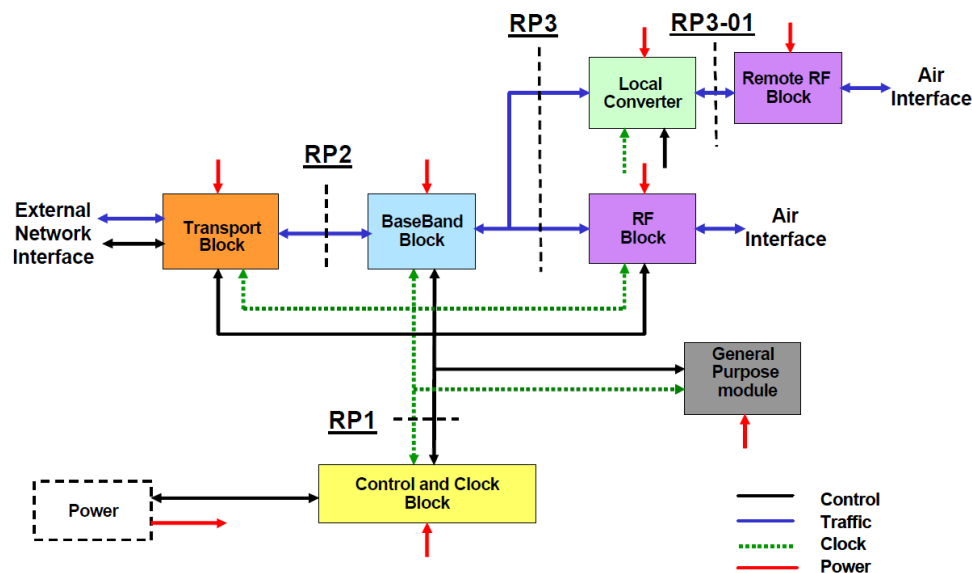 RP3
RP3-01
Local
Converter
Remote RF
Block
Air
Interface
RP2
External
Network
Interface
Transport
Block
BaseBand
Block
RF
Block
Air
Interface
General
Purpose
module
RP1
Control and Clock
Block
Power
Control
Traffic
Clock
Power